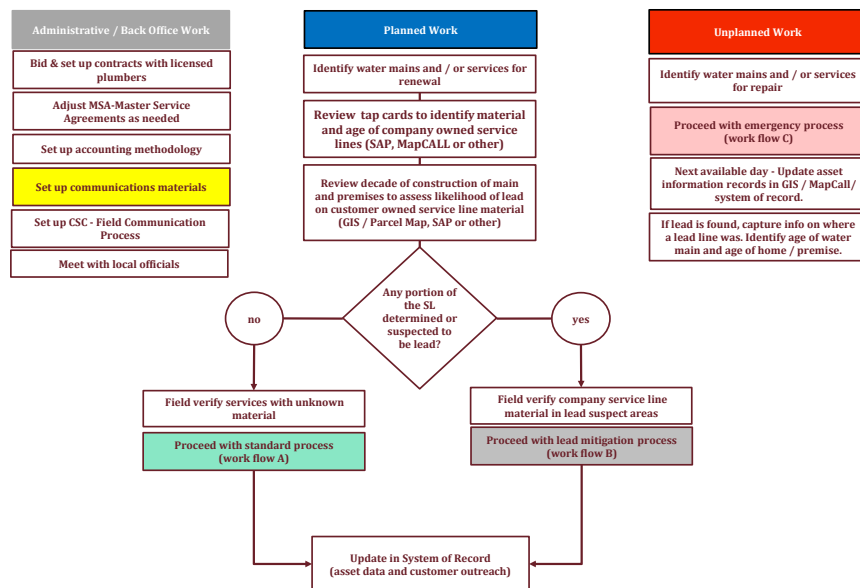 Administrative / Back Office Work
Bid & set up contracts with licensed
plumbers
Adjust MSA-Master Service
Agreements as needed
Set up accounting methodology
Set up communications materials
Set up CSC - Field Communication
Process
Meet with local officials
Planned Work
Identify water mains and / or services for
renewal
Review tap cards to identify material
and age of company owned service
lines (SAP, MapCALL or other)
Review decade of construction of main
and premises to assess likelihood of lead
on customer owned service line material
(GIS / Parcel Map, SAP or other)
Unplanned Work
Identify water mains and / or services
for repair
Proceed with emergency process
(work flow C)
Next available day - Update asset
information records in GIS / MapCall/
system of record.
If lead is found, capture info on where
a lead line was. Identify age of water
main and age of home / premise.
Any portion of
the SL
determined or
suspected to
be lead?
no
yes
Field verify services with unknown
material
Proceed with standard process
(work flow A)
Field verify company service line
material in lead suspect areas
Proceed with lead mitigation process
(work flow B)
Update in System of Record
(asset data and customer outreach)